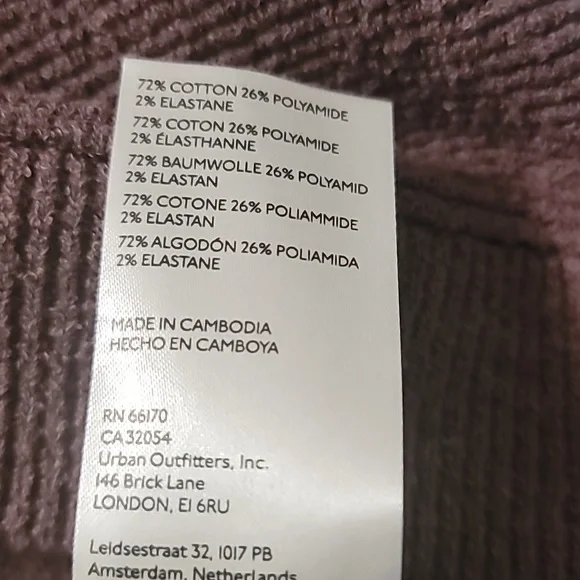 72% COTTON 26% POLYAMIDE
2% ELASTANE
72% COTON 26% POLYAMIDE
2% ÉLASTHANNE
72% BAUMWOLLE 26% POLYAMID
2% ELASTAN
72% COTONE 26% POLIAMMIDE
2% ELASTAN
72% ALGODÓN 26% POLIAMIDA
2% ELASTANE
MADE IN CAMBODIA
HECHO EN CAMBOYA
RN 66170
CA 32054
Urban Outfitters, Inc.
146 Brick Lane
LONDON, E1 6RU
Leidsestraat 32, 1017 PB
Amsterdam, Netherlands